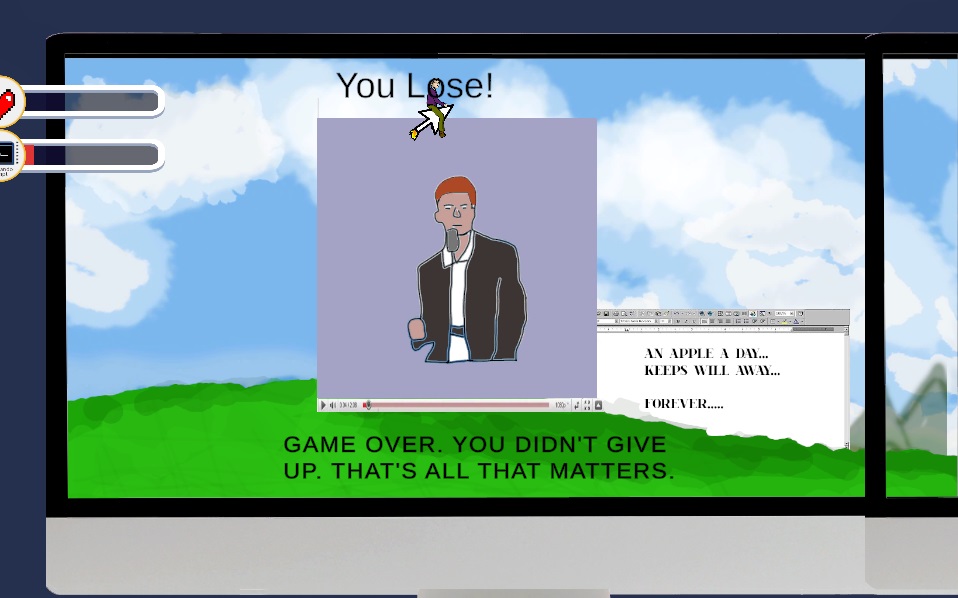 You Lose!
AN APPLE A DAY...
KEEPS WILL AWAY...
FOREVER.....
GAME OVER. YOU DIDN'T GIVE
UP. THAT'S ALL THAT MATTERS.